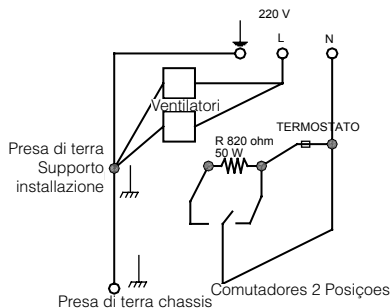 220 V
L
N
Ventilatori
R 820 ohm
50 W
TERMOSTATO
Presa di terra
Supporto
installazione
Comutadores 2 Posiçoes
Presa di terra chassis